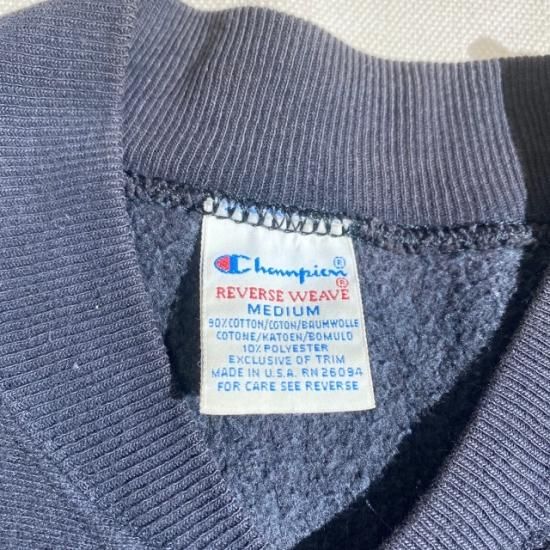 Champion®
REVERSE WEAVE®
MEDIUM
90% COTTON/COTON/BAUMWOLLE
COTONE/KATOEN/BOMULD
10% POLYESTER
EXCLUSIVE OF TRIM
MADE IN U.S.A. RN 26094
FOR CARE SEE REVERSE